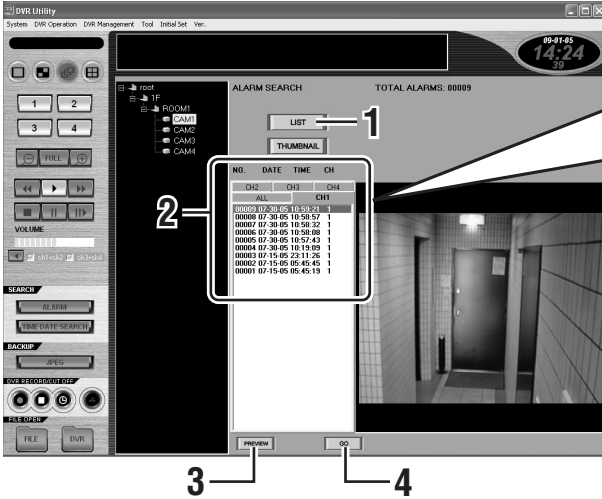 DVR Utility
System DVR Operation DVR Management Tool Initial Set Ver.
09-01-05
14:24
39
root
1F
ROOM1
CAM1
CAM2
CAM3
CAM4
ALARM SEARCH TOTAL ALARMS: 00009
LIST
1
THUMBNAIL
2
NO. DATE TIME CH
CH2 CH3 CH4
ALL CH1
00009 07-30-05 10:59:21 1
00008 07-30-05 10:58:57 1
00007 07-30-05 10:58:32 1
00006 07-30-05 10:58:08 1
00005 07-30-05 10:57:43 1
00004 07-30-05 10:19:09 1
00003 07-15-05 23:11:26 1
00002 07-15-05 05:45:45 1
00001 07-15-05 05:45:19 1
1 2
3 4
FULL
VOLUME
ch1+ch2 ch3+ch4
SEARCH
ALARM
TIME DATE SEARCH
BACKUP
JPEG
DVR RECORD/CUT OFF
FILE OPEN
FILE DVR
PREVIEW GO
3 4